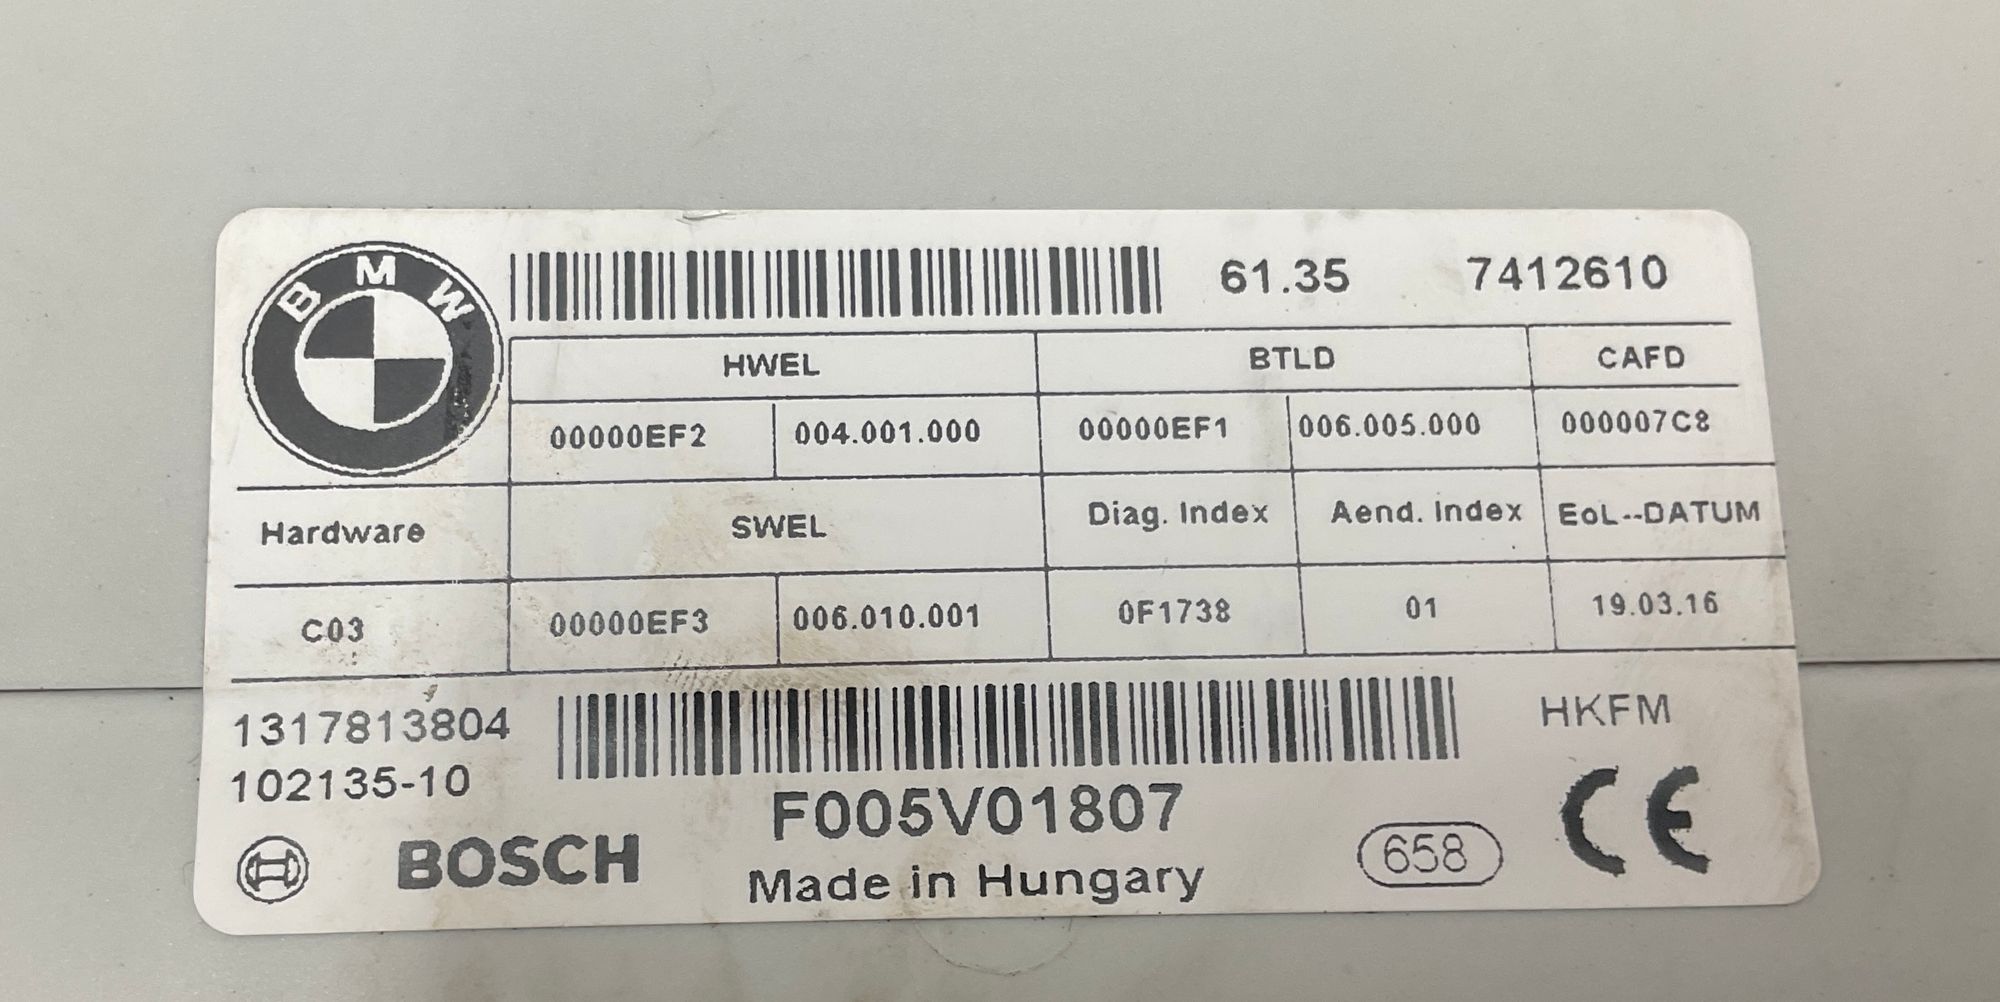 BMW
61.35 7412610
HWEL BTLD CAFD
00000EF2 004.001.000 00000EF1 006.005.000 000007C8
Hardware SWEL Diag. Index Aend. Index EoL--DATUM
C03 00000EF3 006.010.001 0F1738 01 19.03.16
1317813804 HKFM
102135-10
F005V01807
BOSCH 658 CE
Made in Hungary